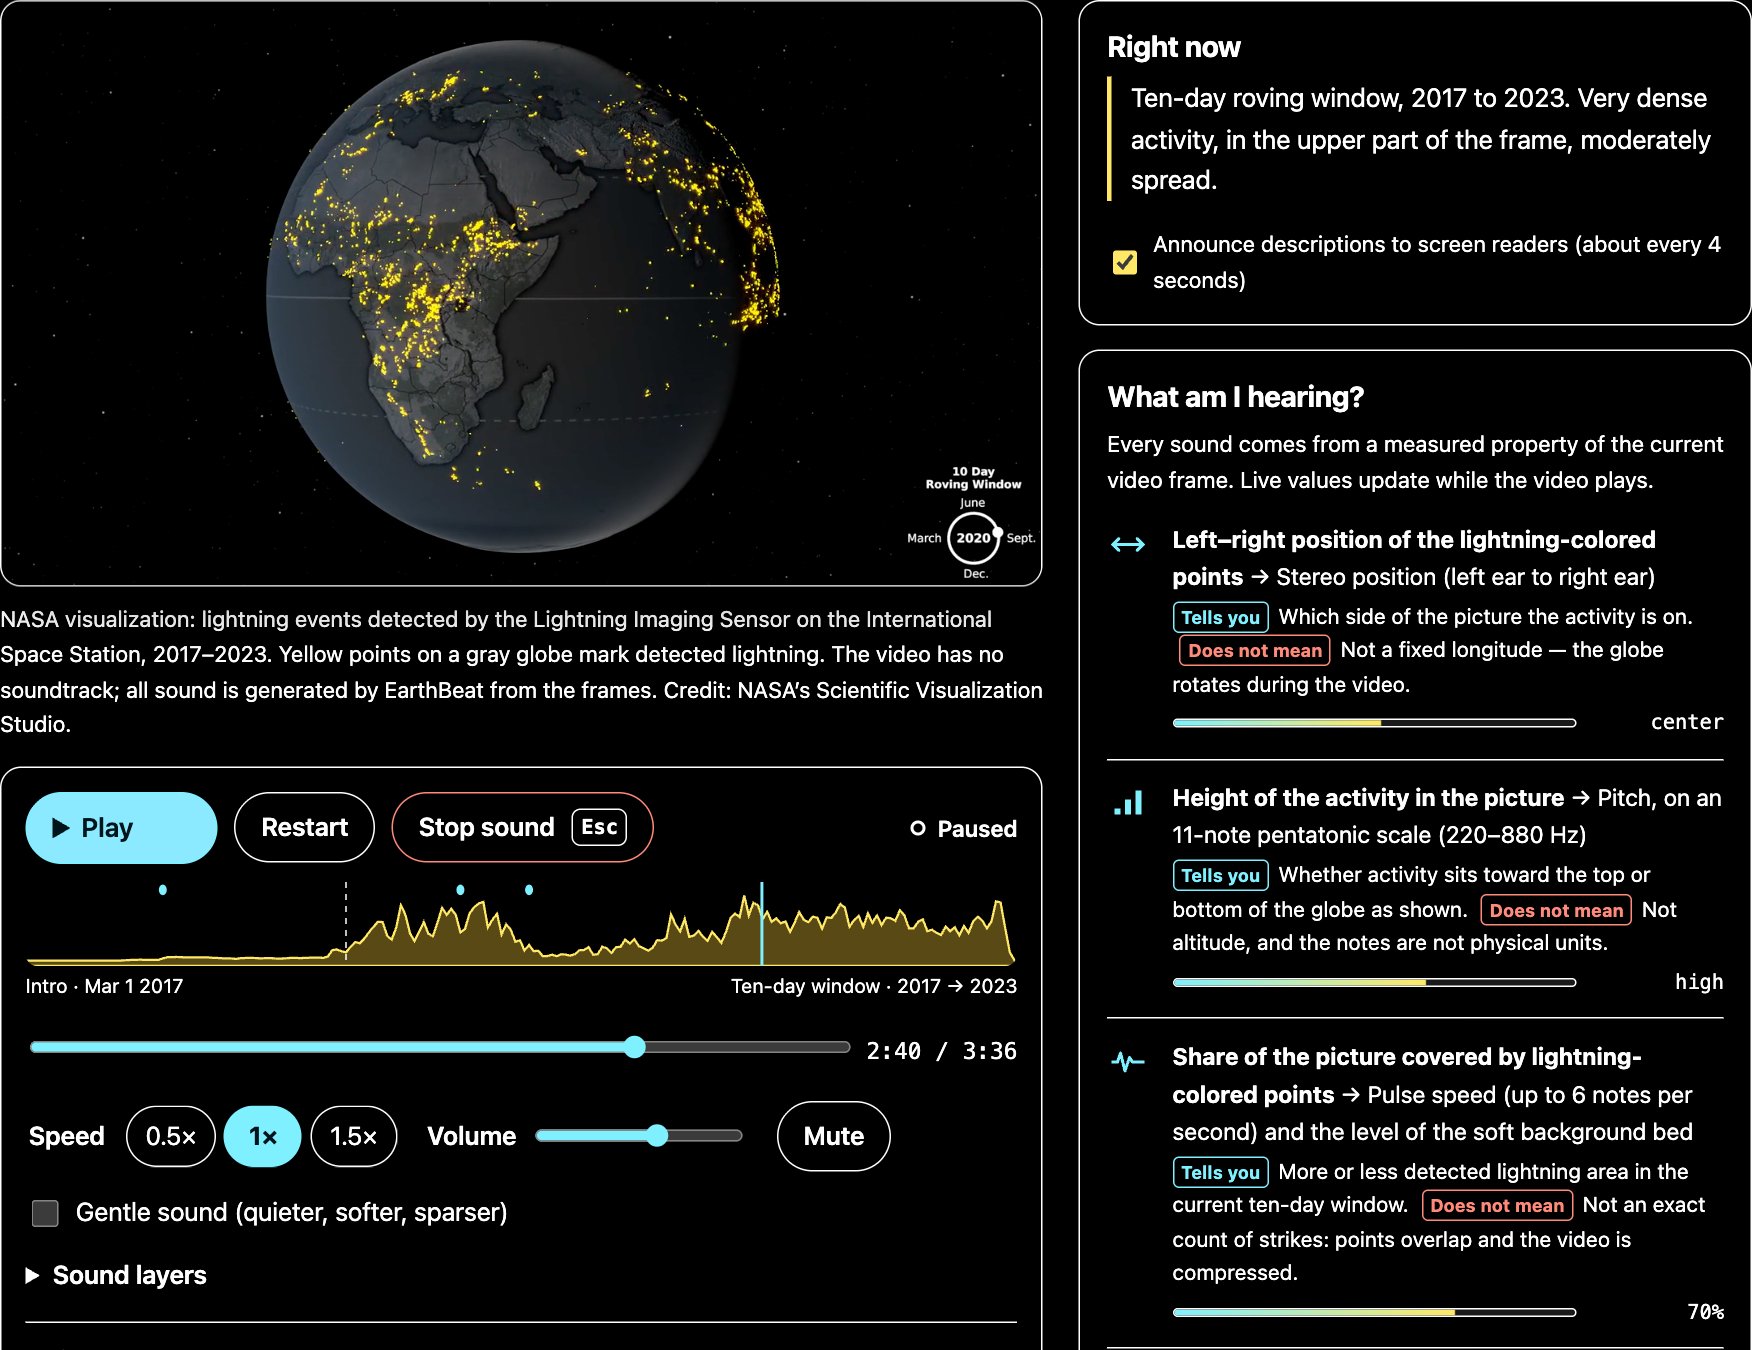 10 Day
Roving Window
June
March
2020
Sept.
Dec.
NASA visualization: lightning events detected by the Lightning Imaging Sensor on the International
Space Station, 2017–2023. Yellow points on a gray globe mark detected lightning. The video has no
soundtrack; all sound is generated by EarthBeat from the frames. Credit: NASA’s Scientific Visualization
Studio.
Play
Restart
Stop sound Esc
Paused
Intro · Mar 1 2017
Ten-day window · 2017 → 2023
2:40 / 3:36
Speed 0.5× 1× 1.5× Volume Mute
Gentle sound (quieter, softer, sparser)
Sound layers
Right now
Ten-day roving window, 2017 to 2023. Very dense
activity, in the upper part of the frame, moderately
spread.
Announce descriptions to screen readers (about every 4
seconds)
What am I hearing?
Every sound comes from a measured property of the current
video frame. Live values update while the video plays.
Left–right position of the lightning-colored
points → Stereo position (left ear to right ear)
Tells you Which side of the picture the activity is on.
Does not mean Not a fixed longitude — the globe
rotates during the video.
center
Height of the activity in the picture → Pitch, on an
11-note pentatonic scale (220–880 Hz)
Tells you Whether activity sits toward the top or
bottom of the globe as shown. Does not mean Not
altitude, and the notes are not physical units.
high
Share of the picture covered by lightning-
colored points → Pulse speed (up to 6 notes per
second) and the level of the soft background bed
Tells you More or less detected lightning area in the
current ten-day window. Does not mean Not an exact
count of strikes: points overlap and the video is
compressed.
70%